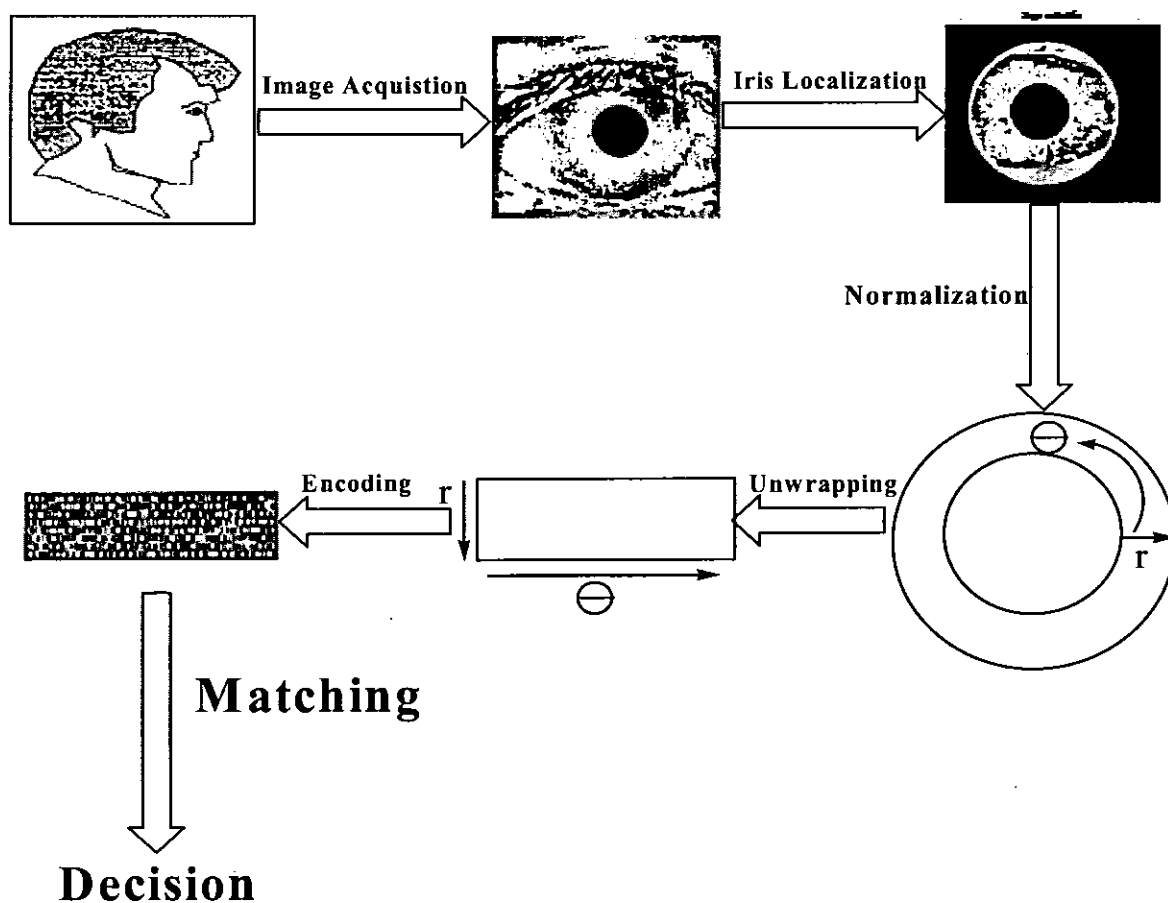 Image Acquistion
Iris Localization
Normalization
Θ
r
Unwrapping
r
Θ
Encoding
Matching
Decision